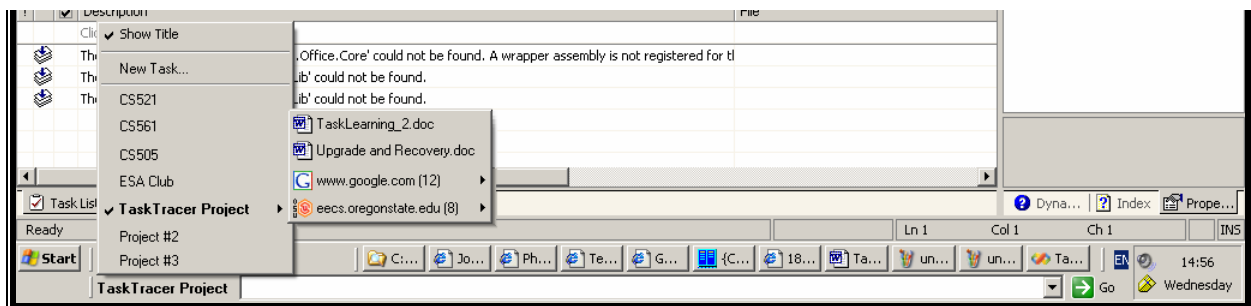 ! Description File
Clic
✔ Show Title
The .Office.Core' could not be found. A wrapper assembly is not registered for tl
New Task...
The Lib' could not be found.
CS521
The Lib' could not be found.
CS561
TaskLearning_2.doc
CS505
Upgrade and Recovery.doc
ESA Club
www.google.com (12)
Task List
✔ TaskTracer Project
eecs.oregonstate.edu (8)
Dyna... Index Prope...
Ready
Project #2
Ln 1 Col 1 Ch 1 INS
Start
Project #3
C:... Jo... Ph... Te... G... {C... 18... Ta... un... un... Ta... EN 14:56
TaskTracer Project Go Wednesday